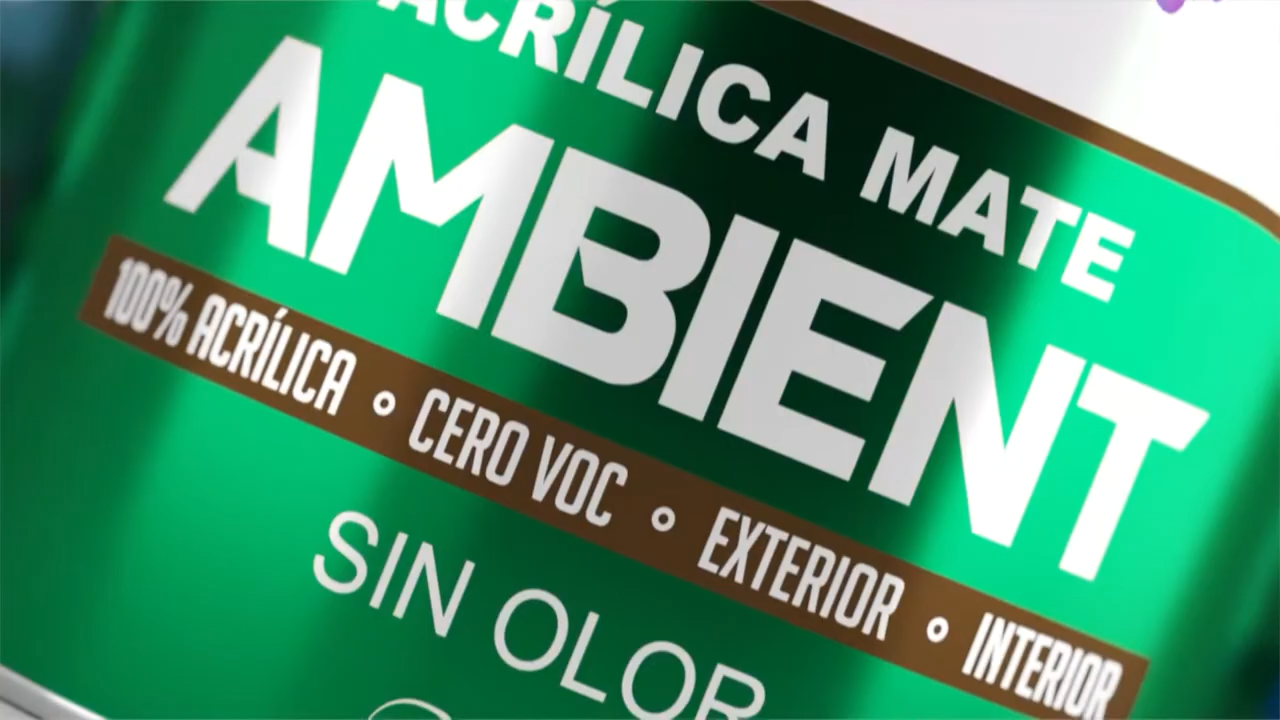 ACRÍLICA MATE
AMBIENT
100% ACRÍLICA • CERO VOC • EXTERIOR • INTERIOR
SIN OLOR